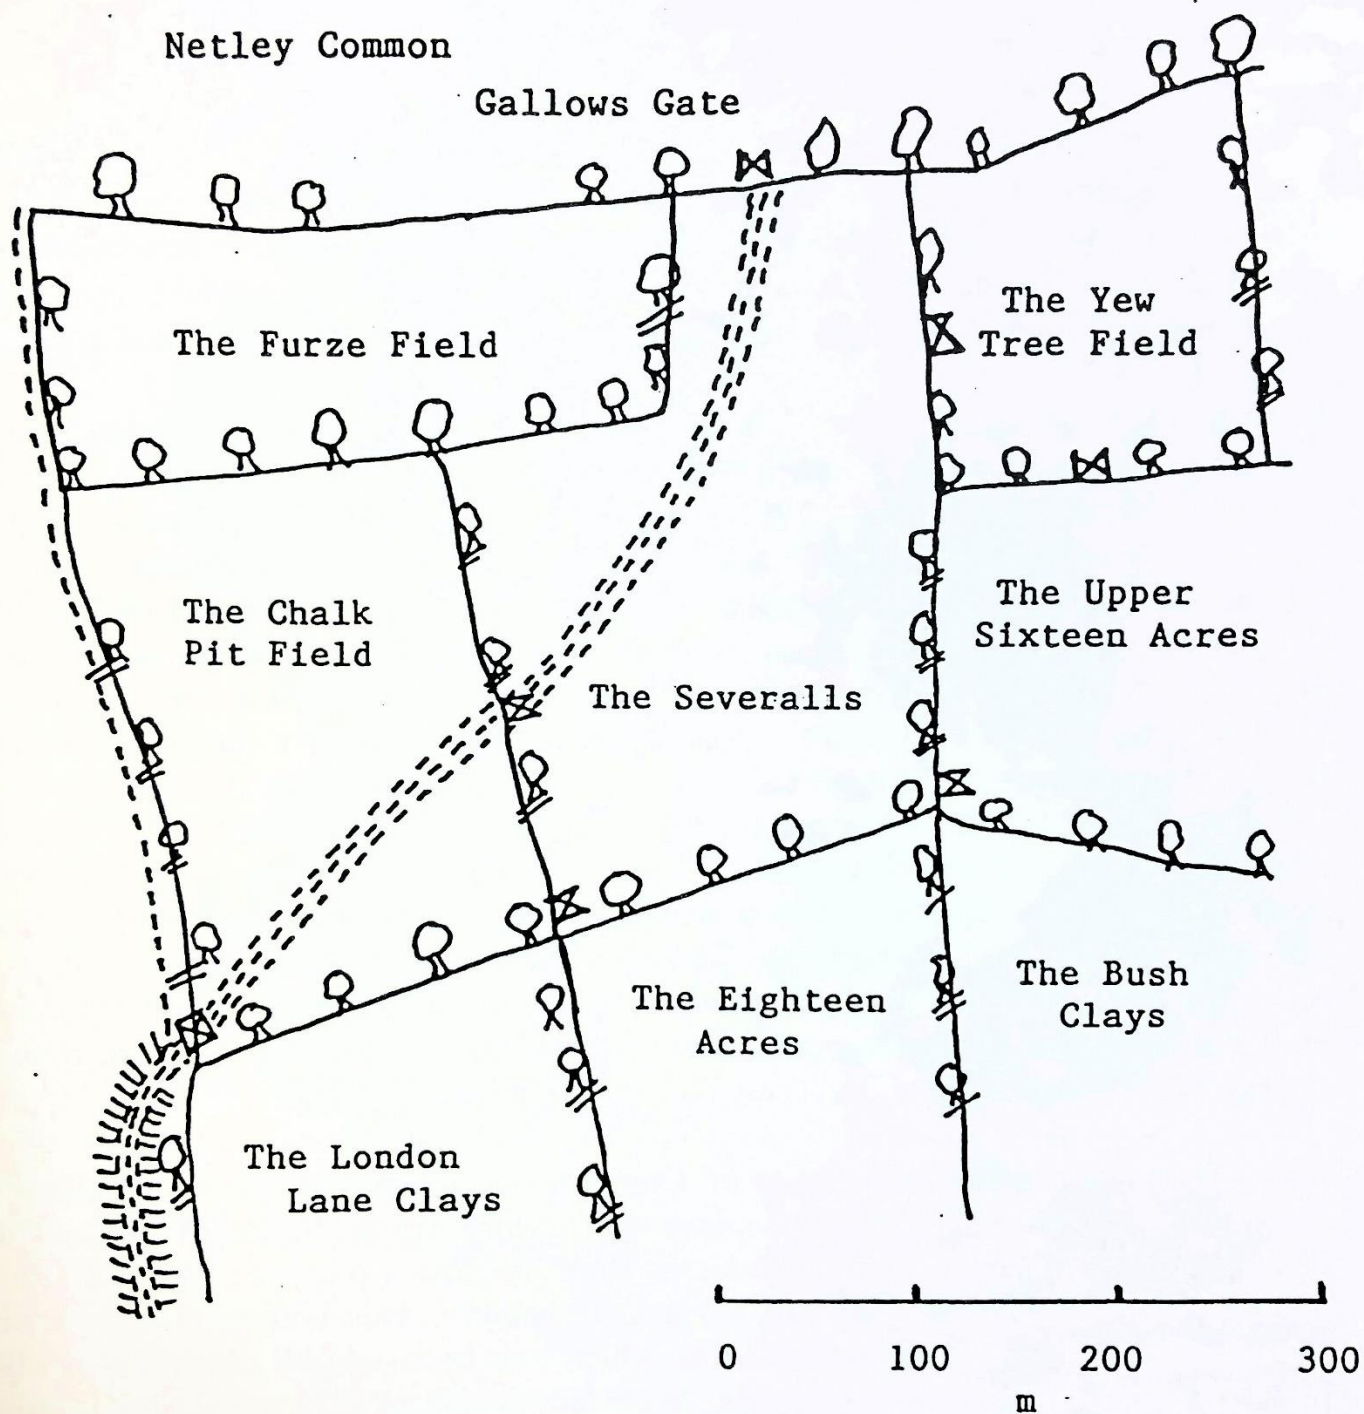 Netley Common
Gallows Gate
The Yew
Tree Field
The Furze Field
The Upper
Sixteen Acres
The Chalk
Pit Field
The Severalls
The Bush
Clays
The Eighteen
Acres
The London
Lane Clays
0 100 200 300
m